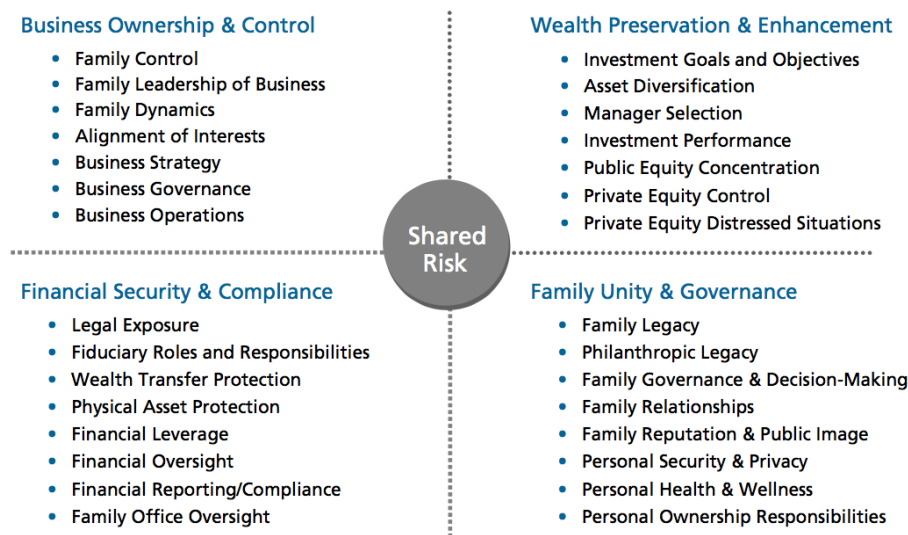 Business Ownership & Control
• Family Control
• Family Leadership of Business
• Family Dynamics
• Alignment of Interests
• Business Strategy
• Business Governance
• Business Operations
Wealth Preservation & Enhancement
• Investment Goals and Objectives
• Asset Diversification
• Manager Selection
• Investment Performance
• Public Equity Concentration
• Private Equity Control
• Private Equity Distressed Situations
Shared
Risk
Financial Security & Compliance
• Legal Exposure
• Fiduciary Roles and Responsibilities
• Wealth Transfer Protection
• Physical Asset Protection
• Financial Leverage
• Financial Oversight
• Financial Reporting/Compliance
• Family Office Oversight
Family Unity & Governance
• Family Legacy
• Philanthropic Legacy
• Family Governance & Decision-Making
• Family Relationships
• Family Reputation & Public Image
• Personal Security & Privacy
• Personal Health & Wellness
• Personal Ownership Responsibilities